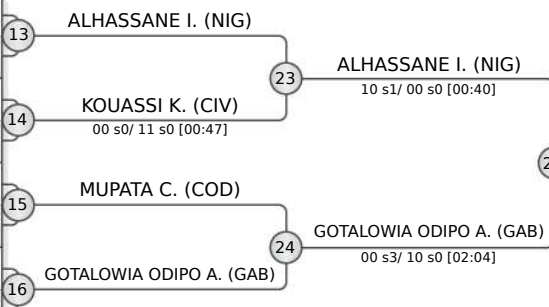 13
ALHASSANE I. (NIG)
23
ALHASSANE I. (NIG)
10 s1/ 00 s0 [00:40]
14
KOUASSI K. (CIV)
00 s0/ 11 s0 [00:47]
15
MUPATA C. (COD)
24
GOTALOWIA ODIPO A. (GAB)
00 s3/ 10 s0 [02:04]
16
GOTALOWIA ODIPO A. (GAB)